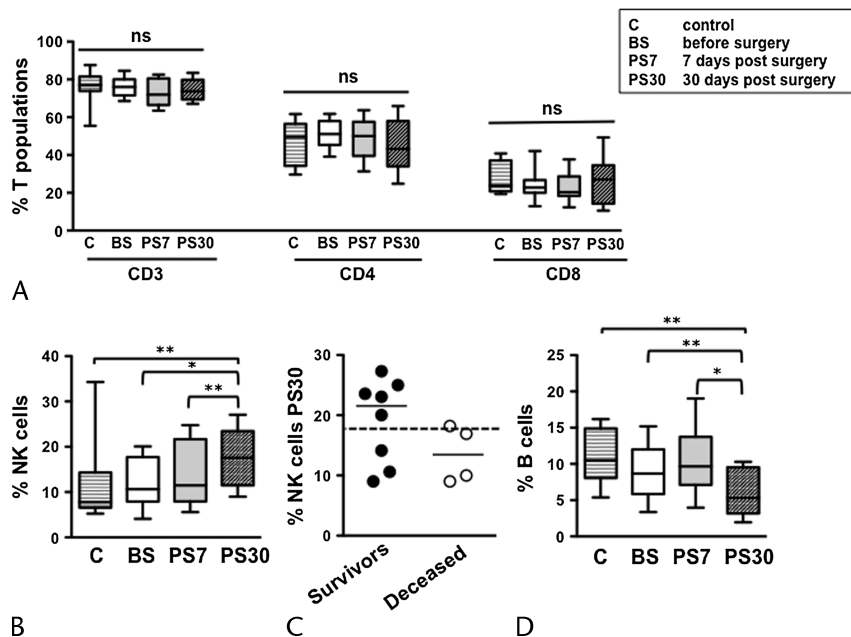 C control
BS before surgery
PS7 7 days post surgery
PS30 30 days post surgery
% T populations
100
80
60
40
20
0
ns
ns
ns
C BS PS7 PS30
C BS PS7 PS30
C BS PS7 PS30
CD3
CD4
CD8
A
% NK cells
40
30
20
10
0
**
*
**
C BS PS7 PS30
B
% NK cells PS30
30
20
10
0
Survivors
Deceased
C
% B cells
25
20
15
10
5
0
**
**
*
C BS PS7 PS30
D